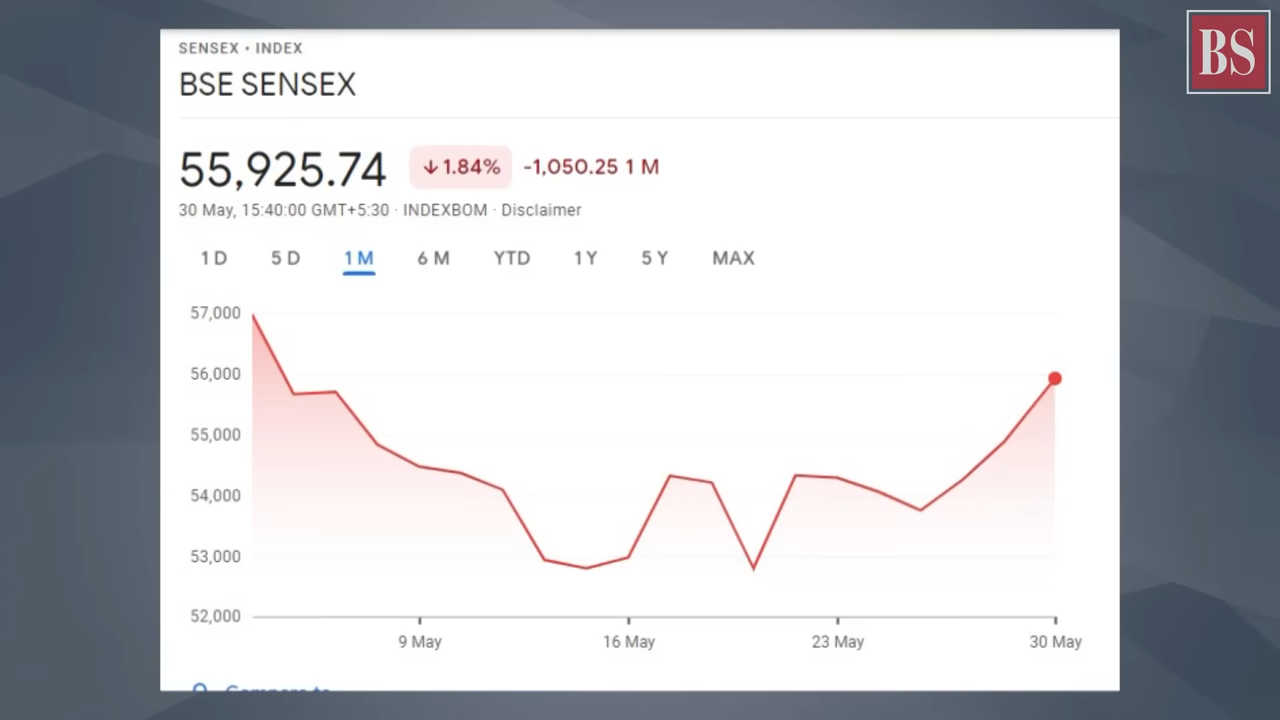 BS
SENSEX • INDEX
BSE SENSEX
55,925.74 ↓1.84% -1,050.25 1 M
30 May, 15:40:00 GMT+5:30 · INDEXBOM · Disclaimer
1 D 5 D 1 M 6 M YTD 1 Y 5 Y MAX
57,000
56,000
55,000
54,000
53,000
52,000
9 May 16 May 23 May 30 May